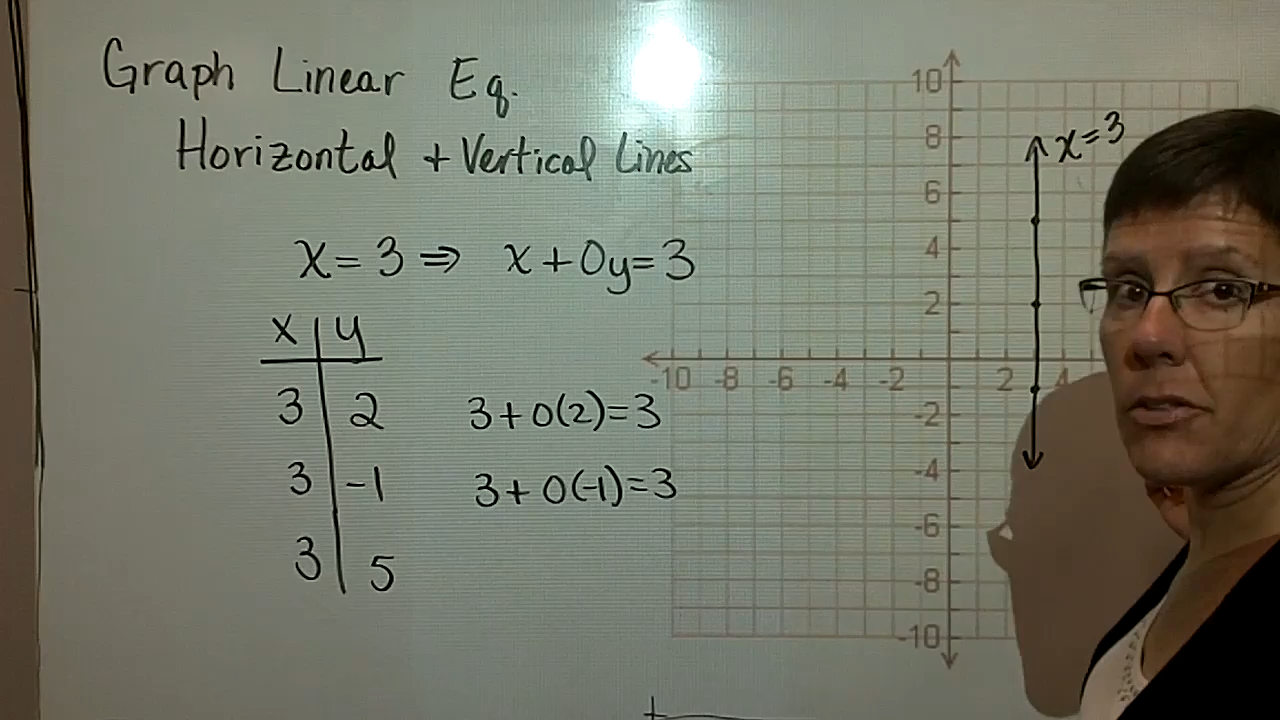 Graph Linear Eq.
Horizontal + Vertical Lines
x = 3 ⇒ x + 0y = 3
x | y
3 | 2 3 + 0(2) = 3
3 | -1 3 + 0(-1) = 3
3 | 5
x = 3
10
8
6
4
2
-10 -8 -6 -4 -2 2 4
-2
-4
-6
-8
-10